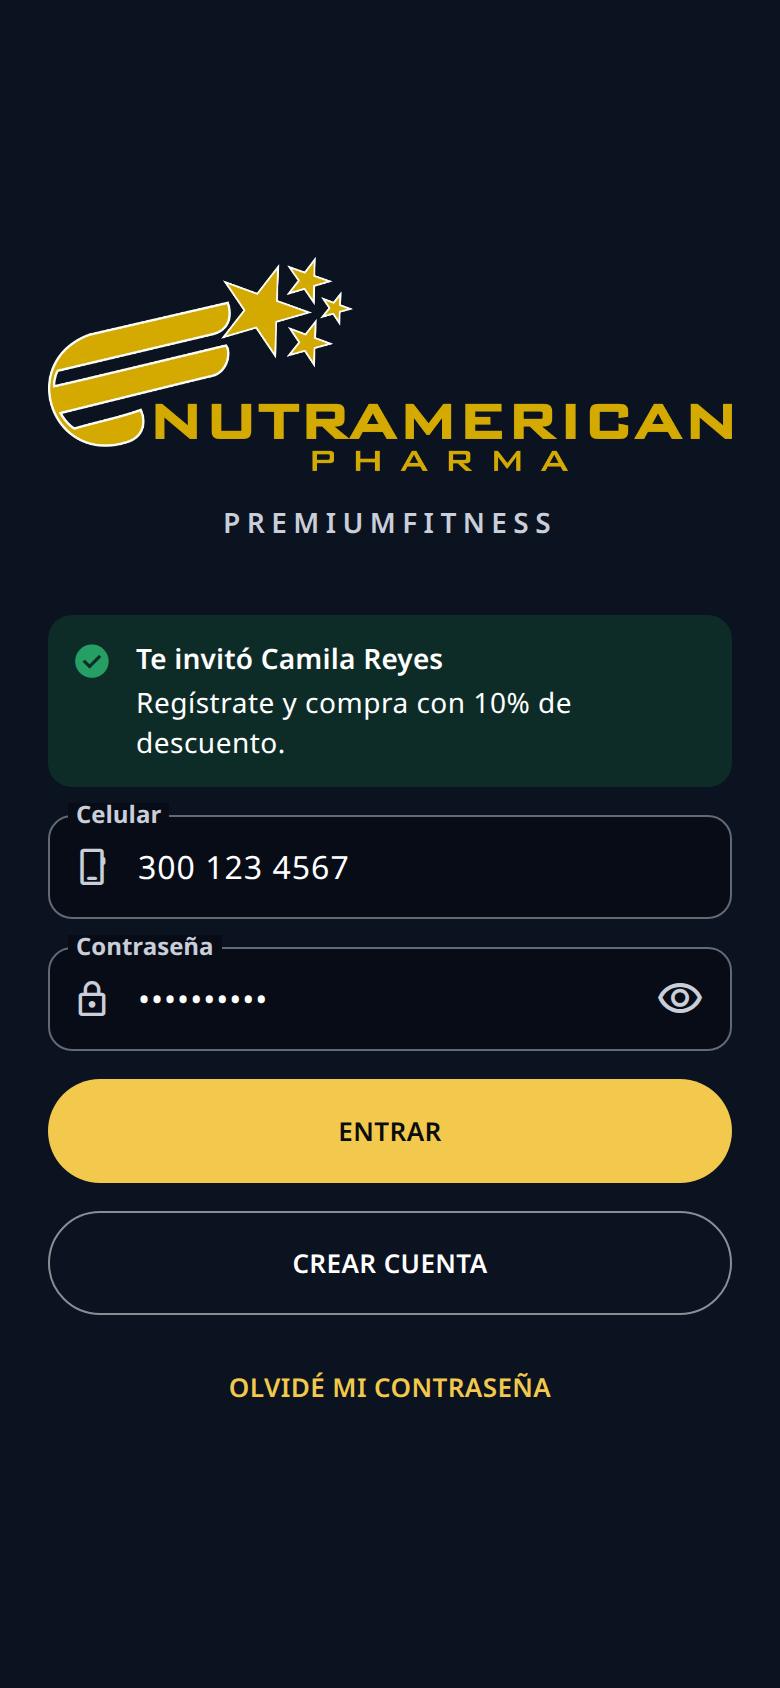 NUTRAMERICAN
PHARMA
PREMIUMFITNESS
Te invitó Camila Reyes
Regístrate y compra con 10% de
descuento.
Celular
300 123 4567
Contraseña
••••••••••
ENTRAR
CREAR CUENTA
OLVIDÉ MI CONTRASEÑA